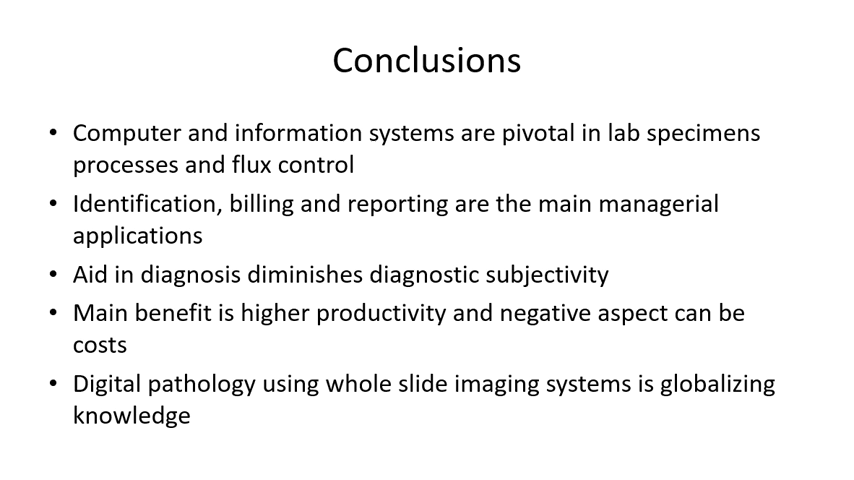 Conclusions
• Computer and information systems are pivotal in lab specimens
processes and flux control
• Identification, billing and reporting are the main managerial
applications
• Aid in diagnosis diminishes diagnostic subjectivity
• Main benefit is higher productivity and negative aspect can be
costs
• Digital pathology using whole slide imaging systems is globalizing
knowledge